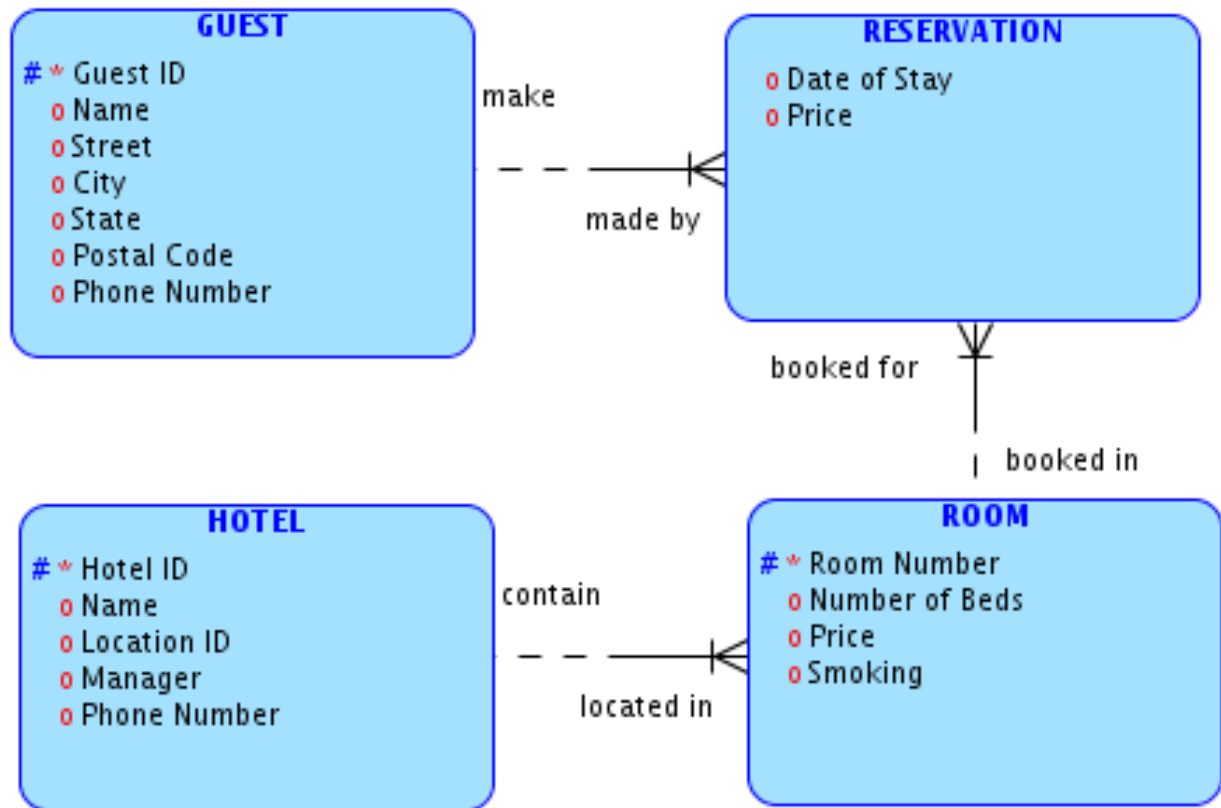 GUEST
# * Guest ID
o Name
o Street
o City
o State
o Postal Code
o Phone Number
make
made by
RESERVATION
o Date of Stay
o Price
booked for
booked in
HOTEL
# * Hotel ID
o Name
o Location ID
o Manager
o Phone Number
contain
located in
ROOM
# * Room Number
o Number of Beds
o Price
o Smoking